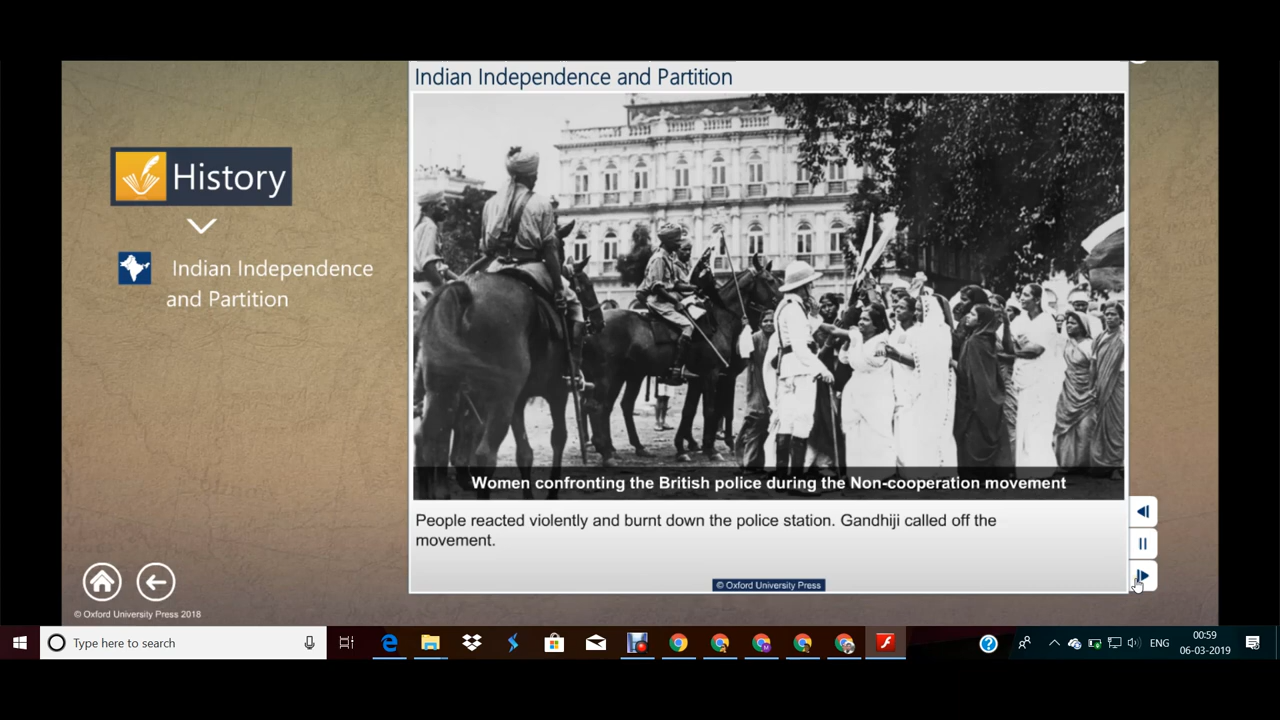 Indian Independence and Partition
History
Indian Independence
and Partition
Women confronting the British police during the Non-cooperation movement
People reacted violently and burnt down the police station. Gandhiji called off the
movement.
© Oxford University Press
© Oxford University Press 2018
Type here to search
ENG
00:59
06-03-2019